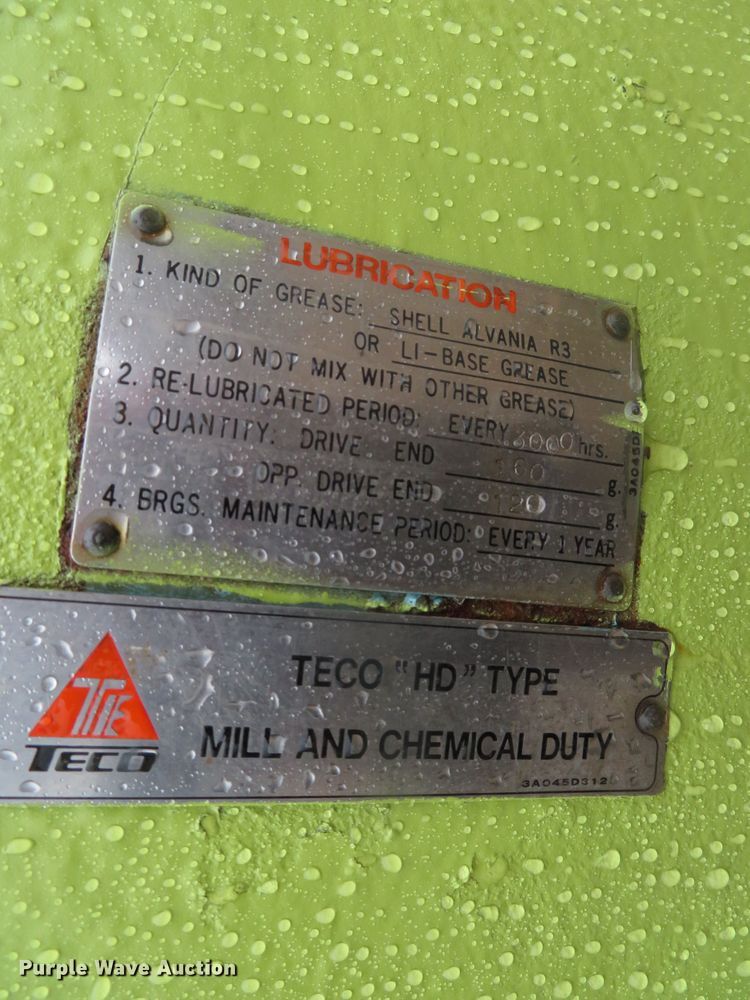 LUBRICATION
1. KIND OF GREASE: SHELL ALVANIA R3
OR LI-BASE GREASE
(DO NOT MIX WITH OTHER GREASE)
2. RE-LUBRICATED PERIOD: EVERY 3000 hrs.
3. QUANTITY: DRIVE END g.
OPP. DRIVE END 120 g.
4. BRGS. MAINTENANCE PERIOD: EVERY 1 YEAR
3A045D
TECO
TECO "HD" TYPE
MILL AND CHEMICAL DUTY
3A045D312
Purple Wave Auction